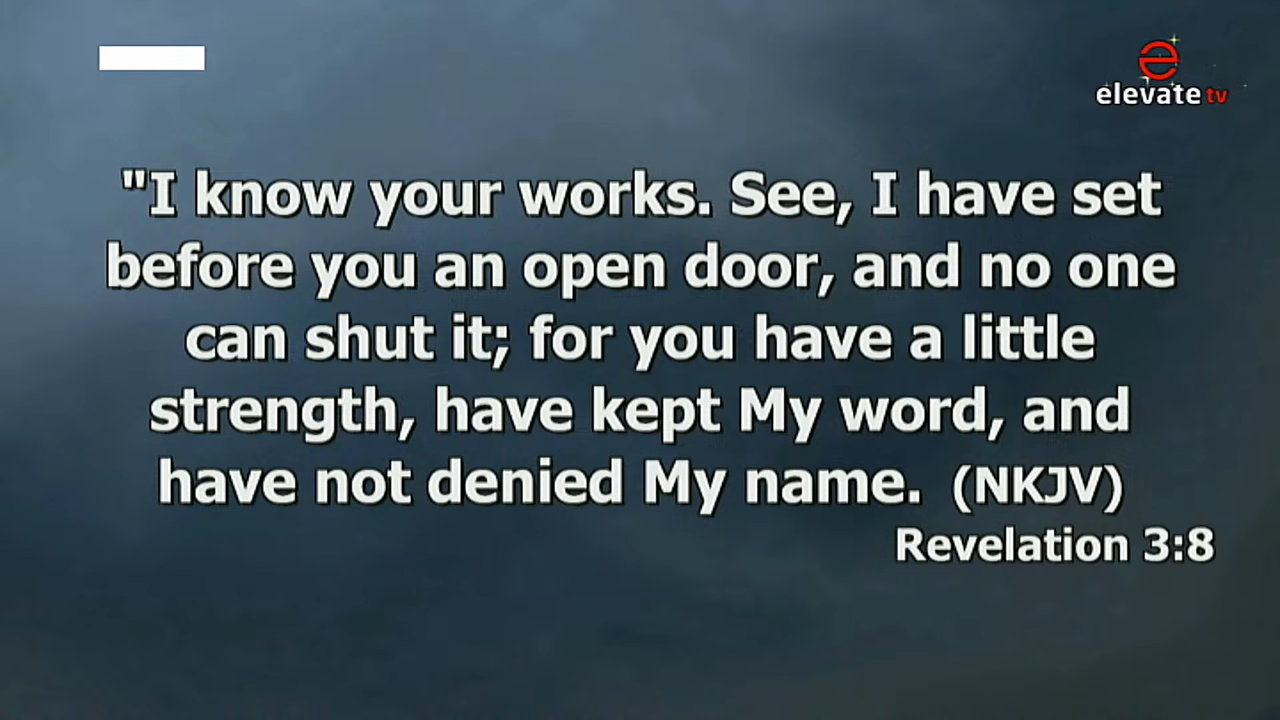 elevate tv
"I know your works. See, I have set
before you an open door, and no one
can shut it; for you have a little
strength, have kept My word, and
have not denied My name. (NKJV)
Revelation 3:8